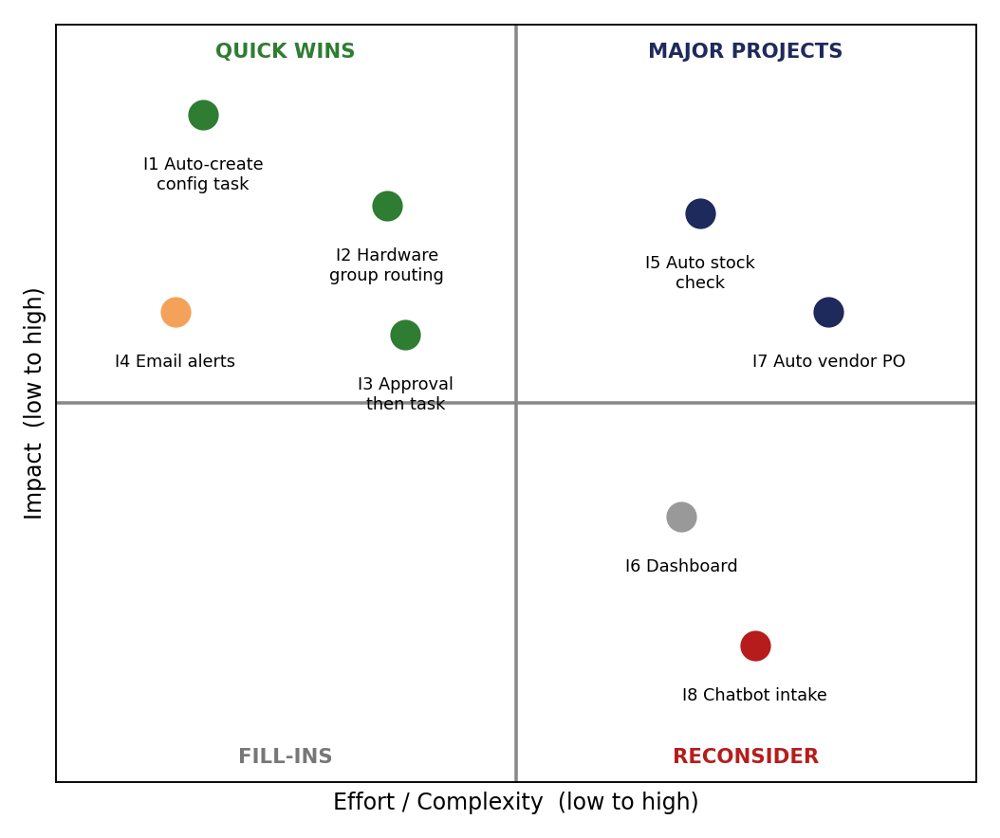 QUICK WINS
MAJOR PROJECTS
I1 Auto-create
config task
I2 Hardware
group routing
I5 Auto stock
check
I4 Email alerts
I7 Auto vendor PO
I3 Approval
then task
I6 Dashboard
I8 Chatbot intake
FILL-INS
RECONSIDER
Impact  (low to high)
Effort / Complexity  (low to high)